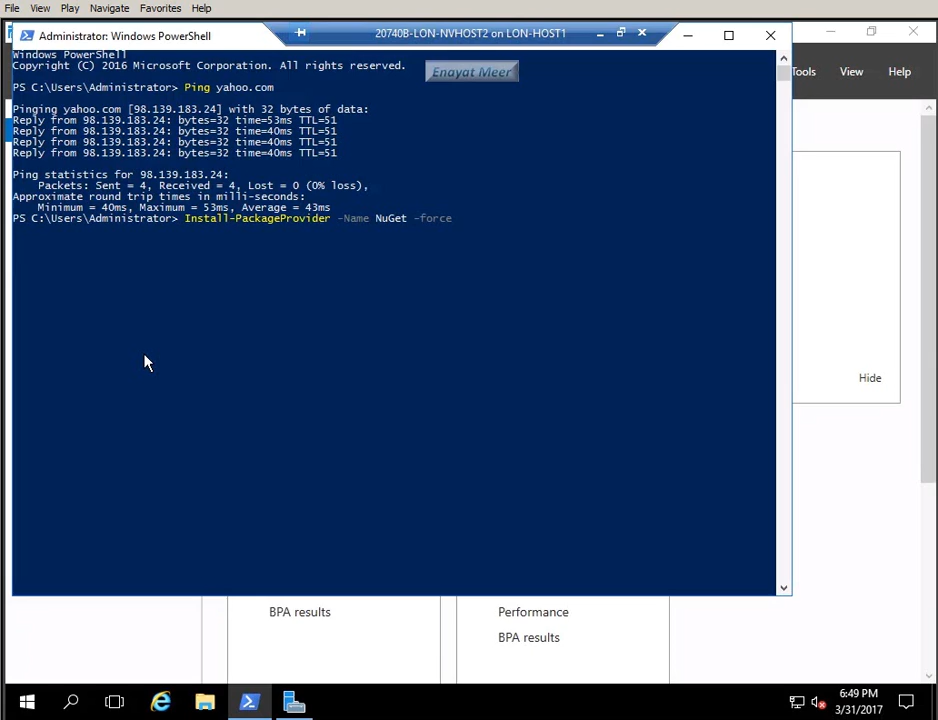 File View Play Navigate Favorites Help
Administrator: Windows PowerShell
20740B-LON-NVHOST2 on LON-HOST1
Tools View Help
Windows PowerShell
Copyright (C) 2016 Microsoft Corporation. All rights reserved.
Enayat Meer
PS C:\Users\Administrator> Ping yahoo.com
Pinging yahoo.com [98.139.183.24] with 32 bytes of data:
Reply from 98.139.183.24: bytes=32 time=53ms TTL=51
Reply from 98.139.183.24: bytes=32 time=40ms TTL=51
Reply from 98.139.183.24: bytes=32 time=40ms TTL=51
Reply from 98.139.183.24: bytes=32 time=40ms TTL=51
Ping statistics for 98.139.183.24:
Packets: Sent = 4, Received = 4, Lost = 0 (0% loss),
Approximate round trip times in milli-seconds:
Minimum = 40ms, Maximum = 53ms, Average = 43ms
PS C:\Users\Administrator> Install-PackageProvider -Name NuGet -force
Hide
BPA results
Performance
BPA results
6:49 PM
3/31/2017